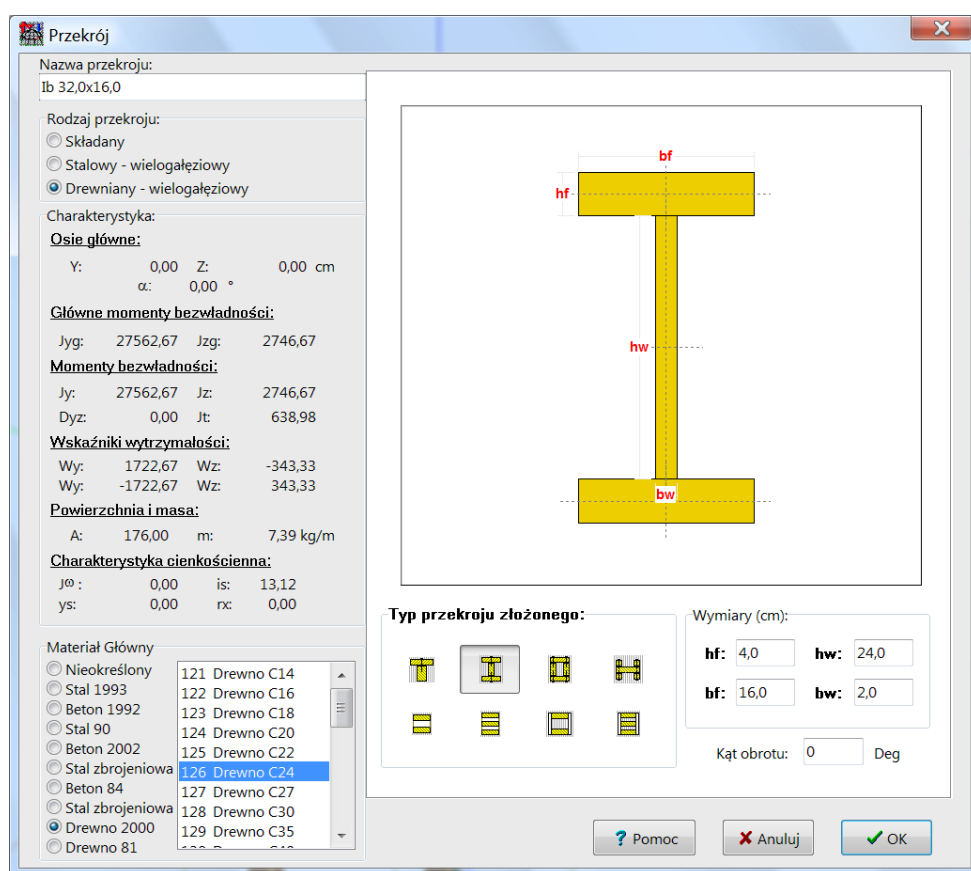 Przekrój
Nazwa przekroju:
Ib 32,0x16,0
Rodzaj przekroju:
Składany
Stalowy - wielogałęziowy
Drewniany - wielogałęziowy
Charakterystyka:
Osie główne:
Y: 0,00 Z: 0,00 cm
α: 0,00 °
Główne momenty bezwładności:
Jyg: 27562,67 Jzg: 2746,67
Momenty bezwładności:
Jy: 27562,67 Jz: 2746,67
Dyz: 0,00 Jt: 638,98
Wskaźniki wytrzymałości:
Wy: 1722,67 Wz: -343,33
Wy: -1722,67 Wz: 343,33
Powierzchnia i masa:
A: 176,00 m: 7,39 kg/m
Charakterystyka cienkościenna:
Jω : 0,00 is: 13,12
ys: 0,00 rx: 0,00
Materiał Główny
Nieokreślony
Stal 1993
Beton 1992
Stal 90
Beton 2002
Stal zbrojeniowa
Beton 84
Stal zbrojeniowa
Drewno 2000
Drewno 81
121 Drewno C14
122 Drewno C16
123 Drewno C18
124 Drewno C20
125 Drewno C22
126 Drewno C24
127 Drewno C27
128 Drewno C30
129 Drewno C35
bf
hf
hw
bw
Typ przekroju złożonego:
Wymiary (cm):
hf: 4,0 hw: 24,0
bf: 16,0 bw: 2,0
Kąt obrotu: 0 Deg
? Pomoc
Anuluj
OK